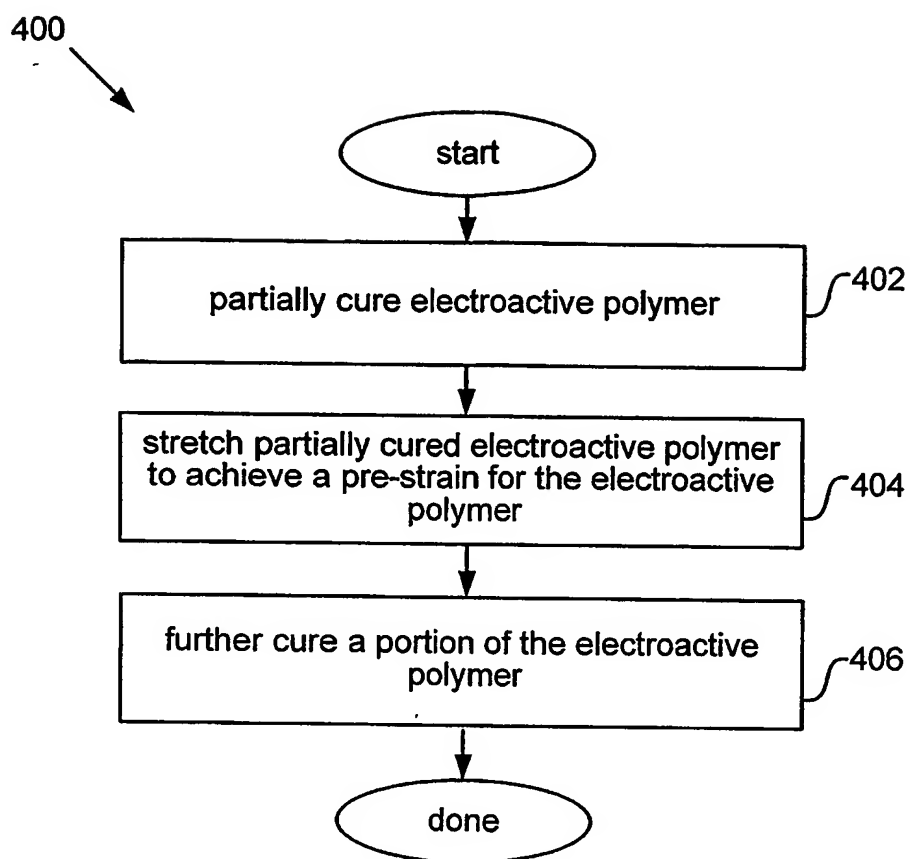 400
start
partially cure electroactive polymer
402
stretch partially cured electroactive polymer
to achieve a pre-strain for the electroactive
polymer
404
further cure a portion of the electroactive
polymer
406
done